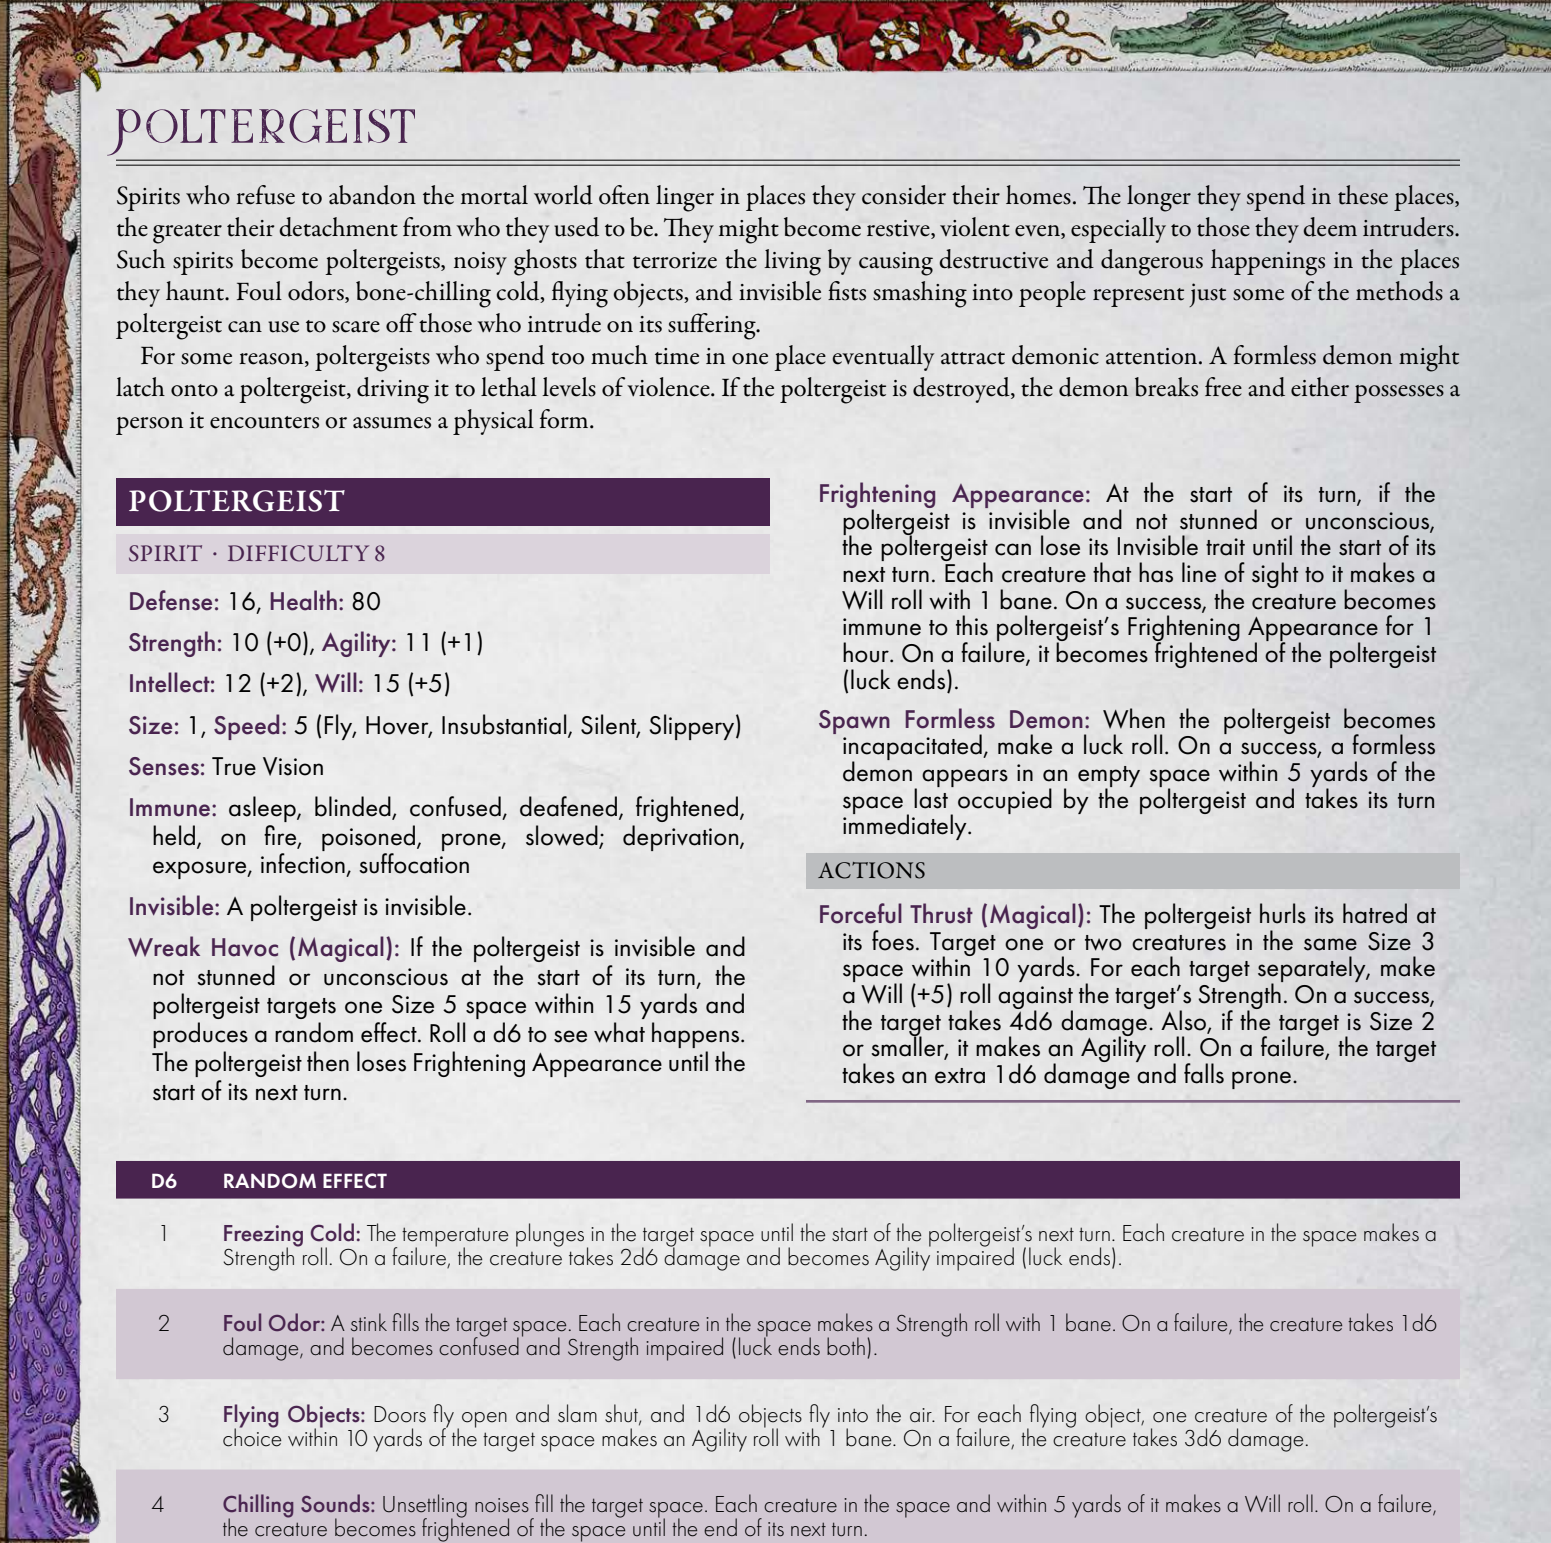 POLTERGEIST
Spirits who refuse to abandon the mortal world often linger in places they consider their homes. The longer they spend in these places,
the greater their detachment from who they used to be. They might become restive, violent even, especially to those they deem intruders.
Such spirits become poltergeists, noisy ghosts that terrorize the living by causing destructive and dangerous happenings in the places
they haunt. Foul odors, bone-chilling cold, flying objects, and invisible fists smashing into people represent just some of the methods a
poltergeist can use to scare off those who intrude on its suffering.
For some reason, poltergeists who spend too much time in one place eventually attract demonic attention. A formless demon might
latch onto a poltergeist, driving it to lethal levels of violence. If the poltergeist is destroyed, the demon breaks free and either possesses a
person it encounters or assumes a physical form.
POLTERGEIST
SPIRIT · DIFFICULTY 8
Defense: 16, Health: 80
Strength: 10 (+0), Agility: 11 (+1)
Intellect: 12 (+2), Will: 15 (+5)
Size: 1, Speed: 5 (Fly, Hover, Insubstantial, Silent, Slippery)
Senses: True Vision
Immune: asleep, blinded, confused, deafened, frightened,
held, on fire, poisoned, prone, slowed; deprivation,
exposure, infection, suffocation
Invisible: A poltergeist is invisible.
Wreak Havoc (Magical): If the poltergeist is invisible and
not stunned or unconscious at the start of its turn, the
poltergeist targets one Size 5 space within 15 yards and
produces a random effect. Roll a d6 to see what happens.
The poltergeist then loses Frightening Appearance until the
start of its next turn.
Frightening Appearance: At the start of its turn, if the
poltergeist is invisible and not stunned or unconscious,
the poltergeist can lose its Invisible trait until the start of its
next turn. Each creature that has line of sight to it makes a
Will roll with 1 bane. On a success, the creature becomes
immune to this poltergeist's Frightening Appearance for 1
hour. On a failure, it becomes frightened of the poltergeist
(luck ends).
Spawn Formless Demon: When the poltergeist becomes
incapacitated, make a luck roll. On a success, a formless
demon appears in an empty space within 5 yards of the
space last occupied by the poltergeist and takes its turn
immediately.
ACTIONS
Forceful Thrust (Magical): The poltergeist hurls its hatred at
its foes. Target one or two creatures in the same Size 3
space within 10 yards. For each target separately, make
a Will (+5) roll against the target's Strength. On a success,
the target takes 4d6 damage. Also, if the target is Size 2
or smaller, it makes an Agility roll. On a failure, the target
takes an extra 1d6 damage and falls prone.
D6 RANDOM EFFECT
1 Freezing Cold: The temperature plunges in the target space until the start of the poltergeist's next turn. Each creature in the space makes a
Strength roll. On a failure, the creature takes 2d6 damage and becomes Agility impaired (luck ends).
2 Foul Odor: A stink fills the target space. Each creature in the space makes a Strength roll with 1 bane. On a failure, the creature takes 1d6
damage, and becomes confused and Strength impaired (luck ends both).
3 Flying Objects: Doors fly open and slam shut, and 1d6 objects fly into the air. For each flying object, one creature of the poltergeist's
choice within 10 yards of the target space makes an Agility roll with 1 bane. On a failure, the creature takes 3d6 damage.
4 Chilling Sounds: Unsettling noises fill the target space. Each creature in the space and within 5 yards of it makes a Will roll. On a failure,
the creature becomes frightened of the space until the end of its next turn.